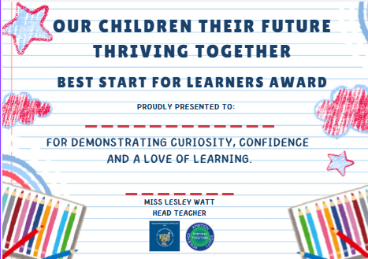 OUR CHILDREN THEIR FUTURE
THRIVING TOGETHER
BEST START FOR LEARNERS AWARD
PROUDLY PRESENTED TO:
FOR DEMONSTRATING CURIOSITY, CONFIDENCE
AND A LOVE OF LEARNING.
MISS LESLEY WATT
HEAD TEACHER